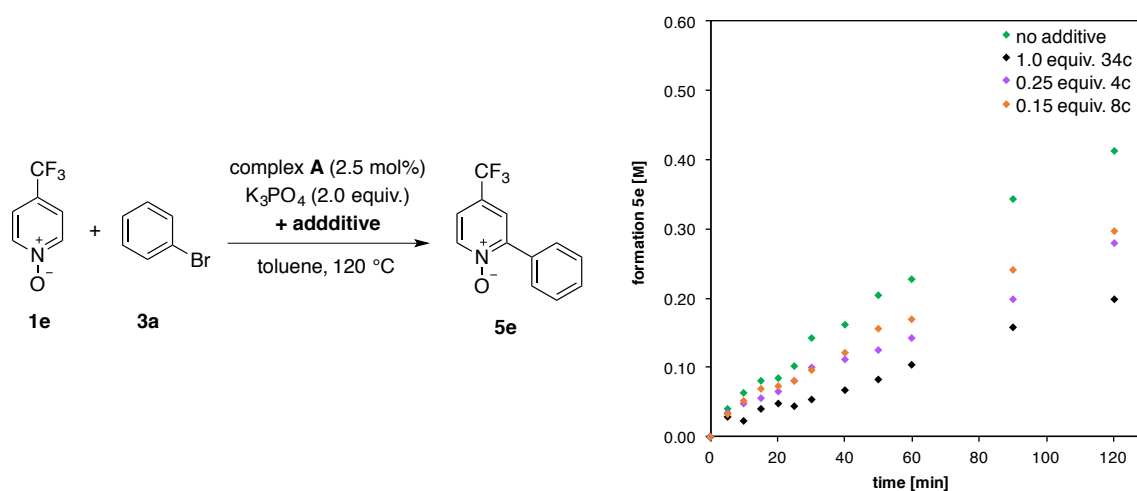 CF3
N
+
O
−
1e
+
Br
3a
complex A (2.5 mol%)
K3PO4 (2.0 equiv.)
+ addditive
toluene, 120 °C
CF3
N
+
O
−
5e
formation 5e [M]
0.60
0.50
0.40
0.30
0.20
0.10
0.00
no additive
1.0 equiv. 34c
0.25 equiv. 4c
0.15 equiv. 8c
0
20
40
60
80
100
120
time [min]